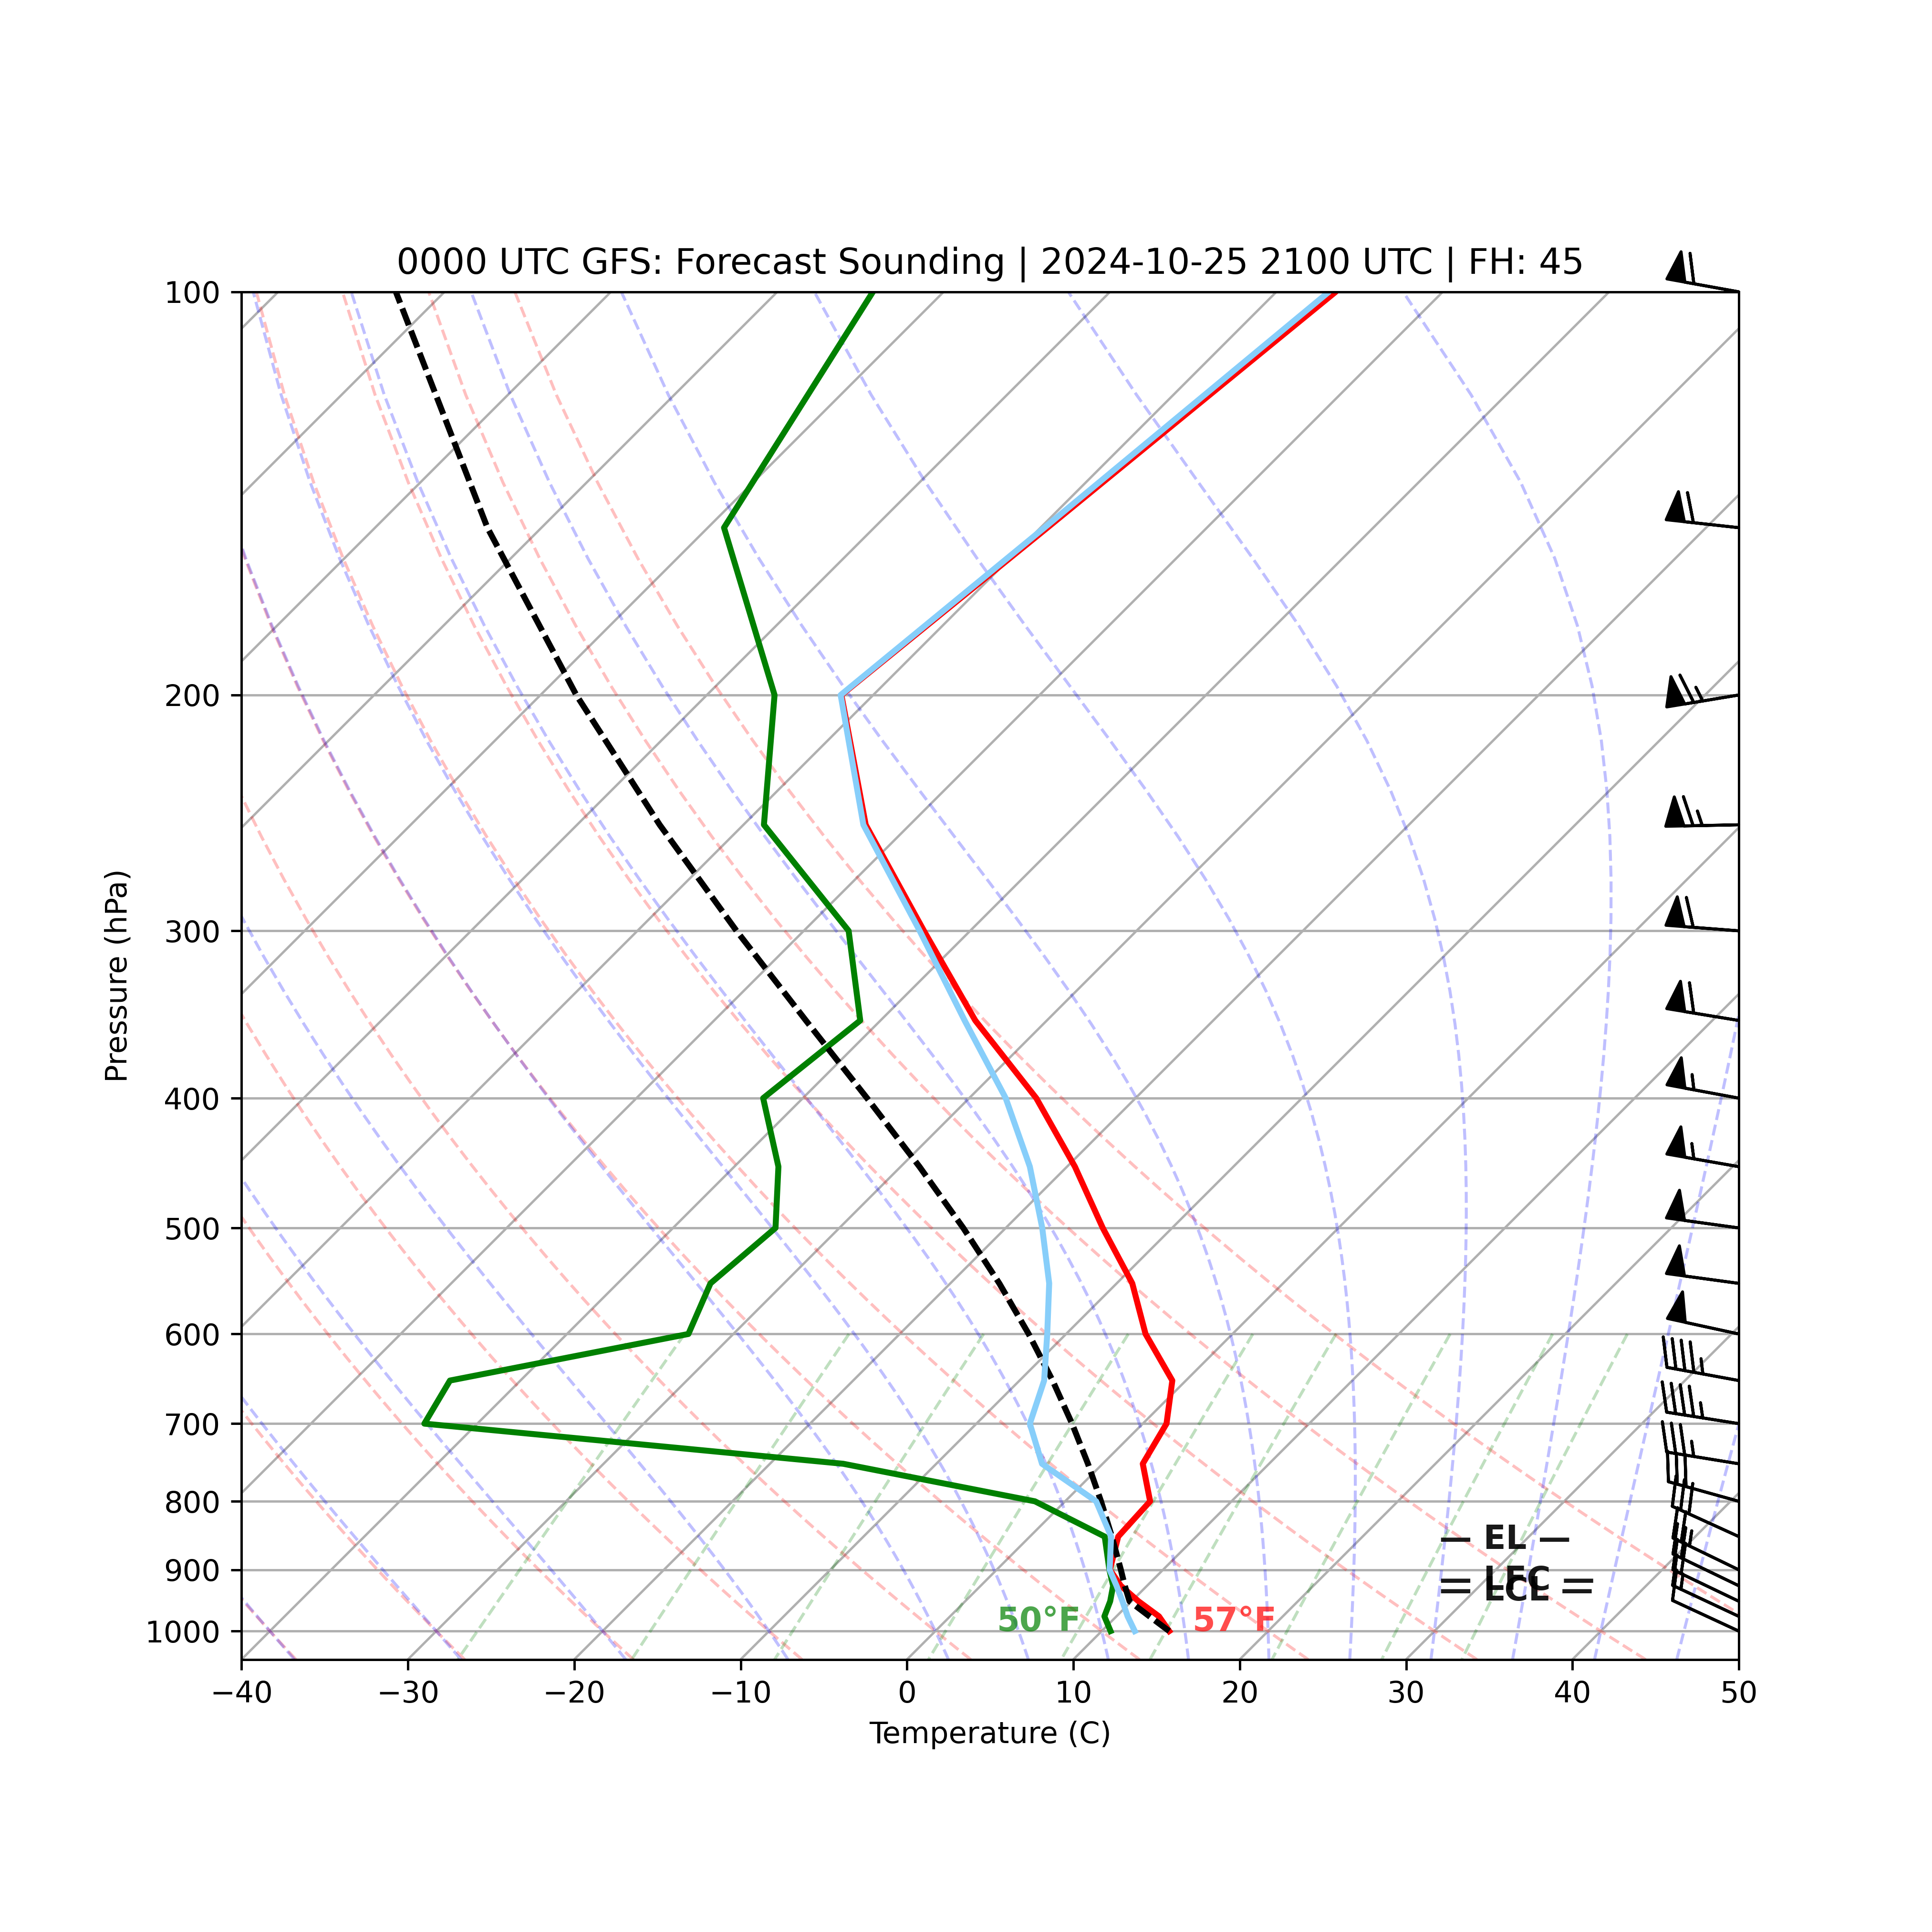 0000 UTC GFS: Forecast Sounding | 2024-10-25 2100 UTC | FH: 45
100
200
300
400
500
600
700
800
900
1000
Pressure (hPa)
— EL —
— LFC —
— LCL —
50°F
57°F
−40 −30 −20 −10 0 10 20 30 40 50
Temperature (C)